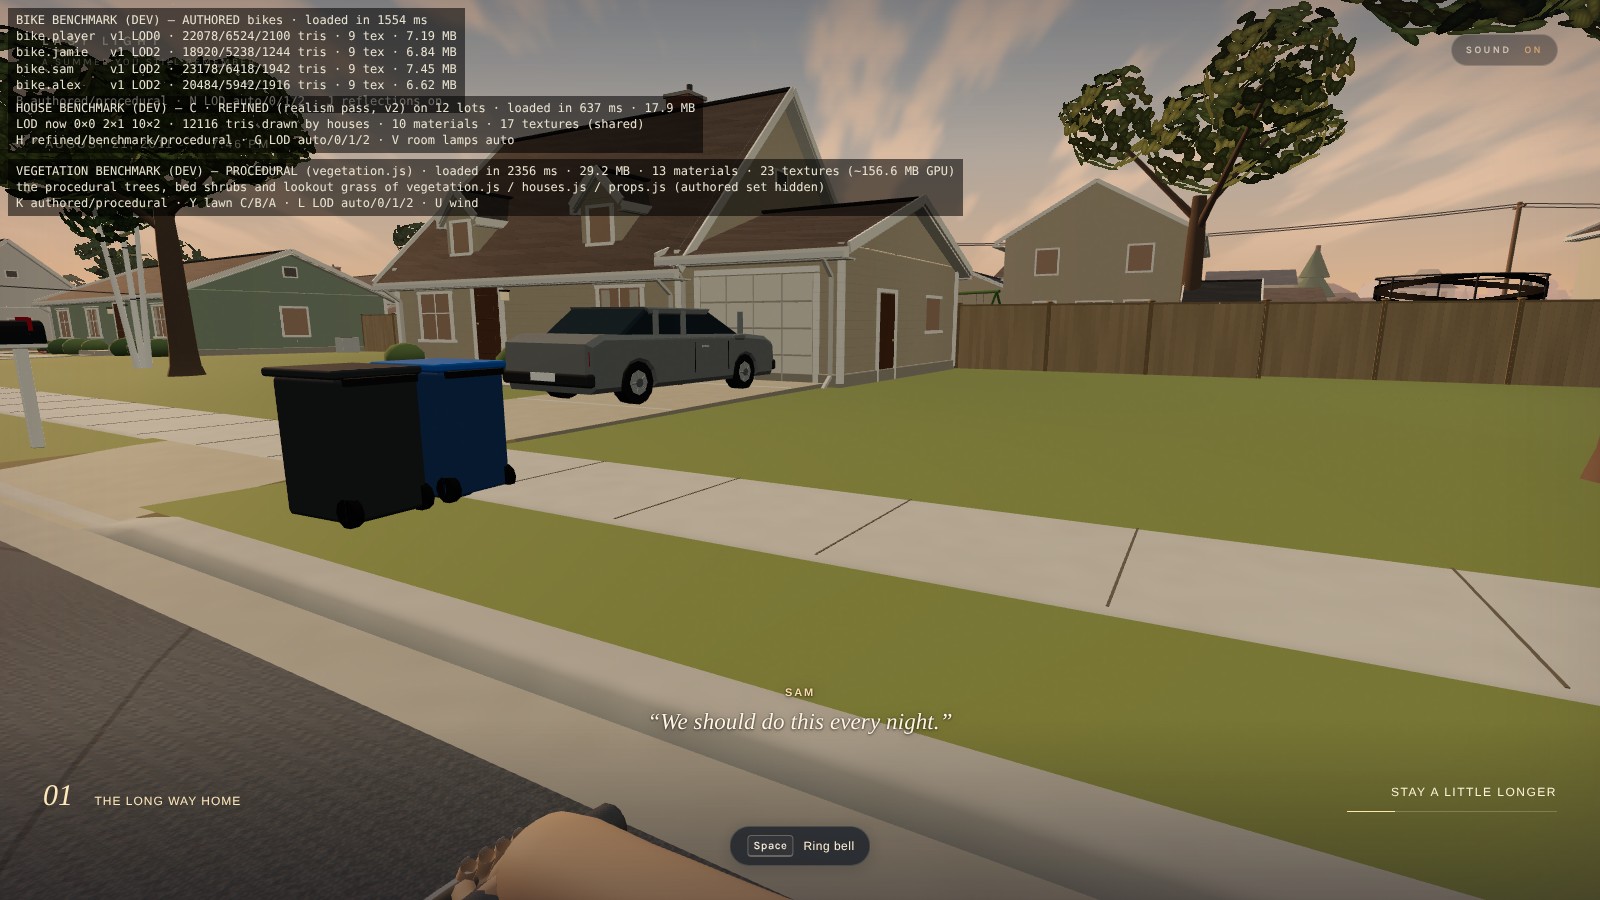 BIKE BENCHMARK (DEV) — AUTHORED bikes · loaded in 1554 ms
bike.player v1 LOD0 · 22078/6524/2100 tris · 9 tex · 7.19 MB
bike.jamie v1 LOD2 · 18920/5238/1244 tris · 9 tex · 6.84 MB
bike.sam v1 LOD2 · 23178/6418/1942 tris · 9 tex · 7.45 MB
bike.alex v1 LOD2 · 20484/5942/1916 tris · 9 tex · 6.62 MB
B authored/procedural · N LOD auto/0/1/2 · J reflections on
HOUSE BENCHMARK (DEV) — C · REFINED (realism pass, v2) on 12 lots · loaded in 637 ms · 17.9 MB
LOD now 0×0 2×1 10×2 · 12116 tris drawn by houses · 10 materials · 17 textures (shared)
H refined/benchmark/procedural · G LOD auto/0/1/2 · V room lamps auto
VEGETATION BENCHMARK (DEV) — PROCEDURAL (vegetation.js) · loaded in 2356 ms · 29.2 MB · 13 materials · 23 textures (~156.6 MB GPU)
the procedural trees, bed shrubs and lookout grass of vegetation.js / houses.js / props.js (authored set hidden)
K authored/procedural · Y lawn C/B/A · L LOD auto/0/1/2 · U wind
SOUND ON
SAM
“We should do this every night.”
01 THE LONG WAY HOME
STAY A LITTLE LONGER
Space Ring bell